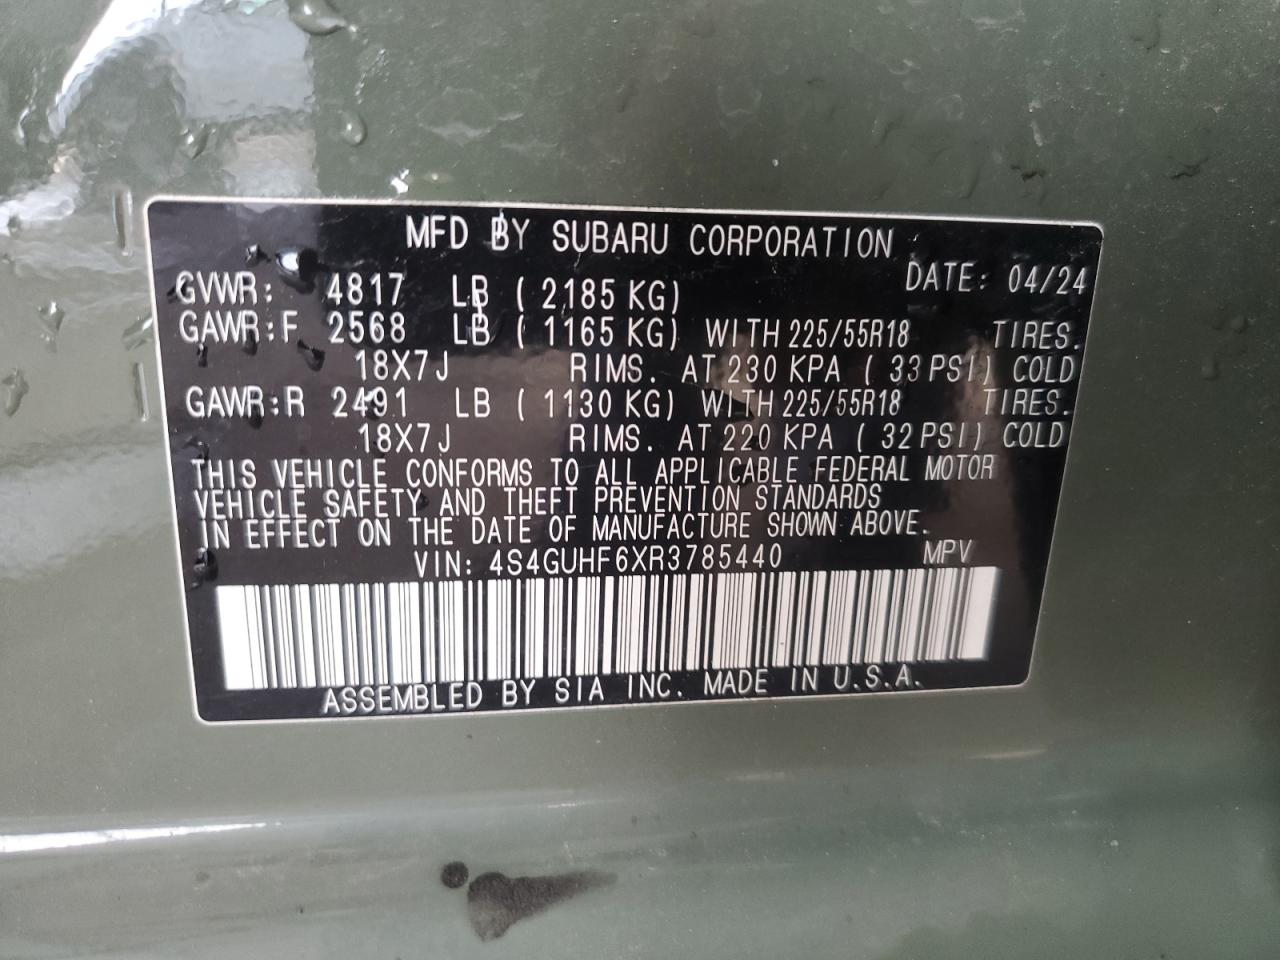 MFD BY SUBARU CORPORATION
DATE: 04/24
GVWR: 4817 LB ( 2185 KG)
GAWR:F 2568 LB ( 1165 KG) WITH 225/55R18 TIRES.
18X7J RIMS. AT 230 KPA ( 33 PSI) COLD
GAWR:R 2491 LB ( 1130 KG) WITH 225/55R18 TIRES.
18X7J RIMS. AT 220 KPA ( 32 PSI) COLD
THIS VEHICLE CONFORMS TO ALL APPLICABLE FEDERAL MOTOR
VEHICLE SAFETY AND THEFT PREVENTION STANDARDS
IN EFFECT ON THE DATE OF MANUFACTURE SHOWN ABOVE.
VIN: 4S4GUHF6XR3785440 MPV
ASSEMBLED BY SIA INC. MADE IN U.S.A.